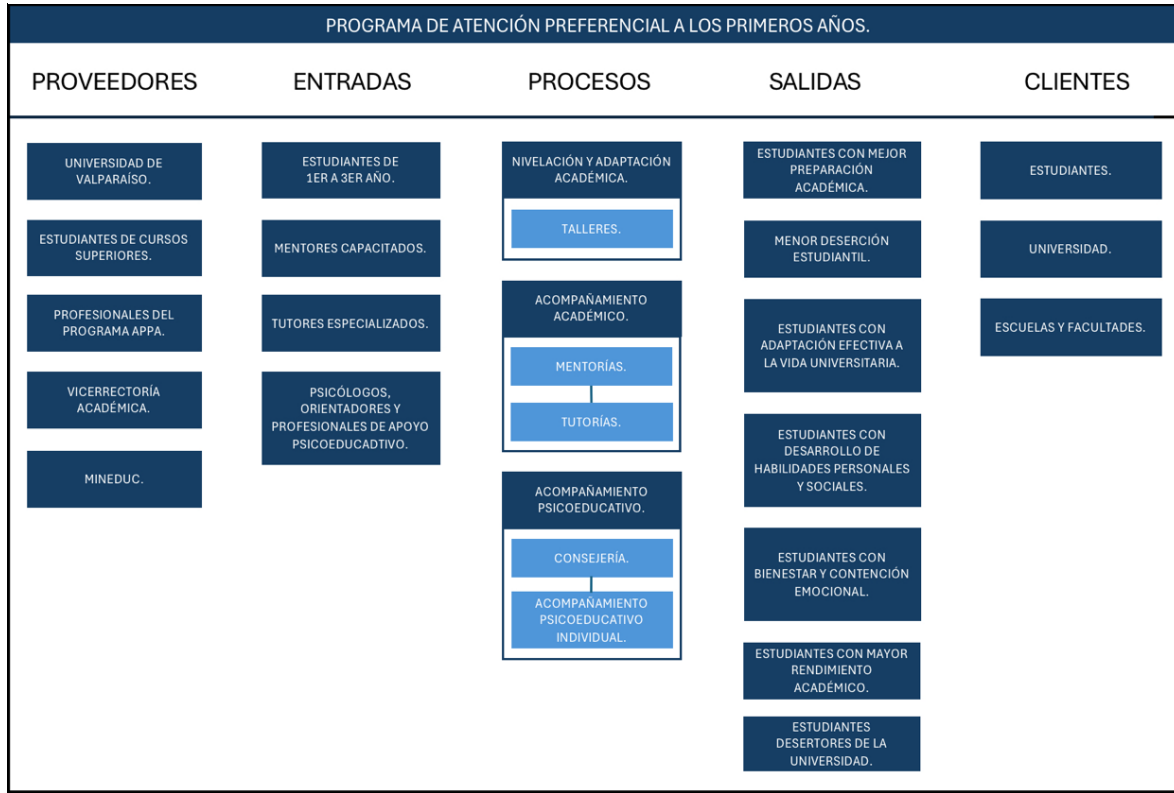 PROGRAMA DE ATENCIÓN PREFERENCIAL A LOS PRIMEROS AÑOS.
PROVEEDORES
ENTRADAS
PROCESOS
SALIDAS
CLIENTES
UNIVERSIDAD DE
VALPARAÍSO.
ESTUDIANTES DE CURSOS
SUPERIORES.
PROFESIONALES DEL
PROGRAMA APPA.
VICERRECTORÍA
ACADÉMICA.
MINEDUC.
ESTUDIANTES DE
1ER A 3ER AÑO.
MENTORES CAPACITADOS.
TUTORES ESPECIALIZADOS.
PSICÓLOGOS,
ORIENTADORES Y
PROFESIONALES DE APOYO
PSICOEDUCADTIVO.
NIVELACIÓN Y ADAPTACIÓN
ACADÉMICA.
TALLERES.
ACOMPAÑAMIENTO
ACADÉMICO.
MENTORÍAS.
TUTORÍAS.
ACOMPAÑAMIENTO
PSICOEDUCATIVO.
CONSEJERÍA.
ACOMPAÑAMIENTO
PSICOEDUCATIVO
INDIVIDUAL.
ESTUDIANTES CON MEJOR
PREPARACIÓN
ACADÉMICA.
MENOR DESERCIÓN
ESTUDIANTIL.
ESTUDIANTES CON
ADAPTACIÓN EFECTIVA A
LA VIDA UNIVERSITARIA.
ESTUDIANTES CON
DESARROLLO DE
HABILIDADES PERSONALES
Y SOCIALES.
ESTUDIANTES CON
BIENESTAR Y CONTENCIÓN
EMOCIONAL.
ESTUDIANTES CON MAYOR
RENDIMIENTO
ACADÉMICO.
ESTUDIANTES
DESERTORES DE LA
UNIVERSIDAD.
ESTUDIANTES.
UNIVERSIDAD.
ESCUELAS Y FACULTADES.